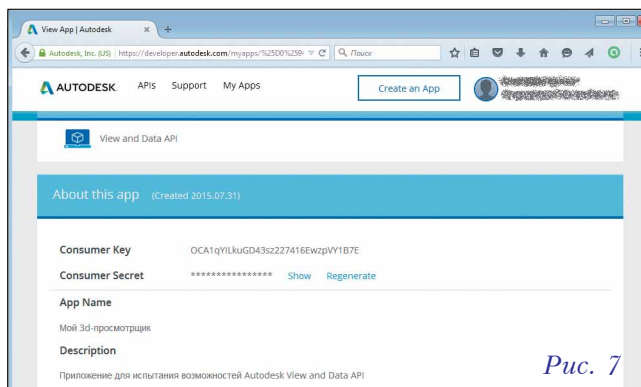 View App | Autodesk
Autodesk, Inc. (US) https://developer.autodesk.com/myapps/%25D0%259 Поиск
AUTODESK. APIs Support My Apps Create an App
View and Data API
About this app (Created 2015.07.31)
Consumer Key OCA1qYILkuGD43sz227416EwzpVY1B7E
Consumer Secret **************** Show Regenerate
App Name
Мой 3d-просмотрщик
Description
Приложение для испытания возможностей Autodesk View and Data API
Рис. 7